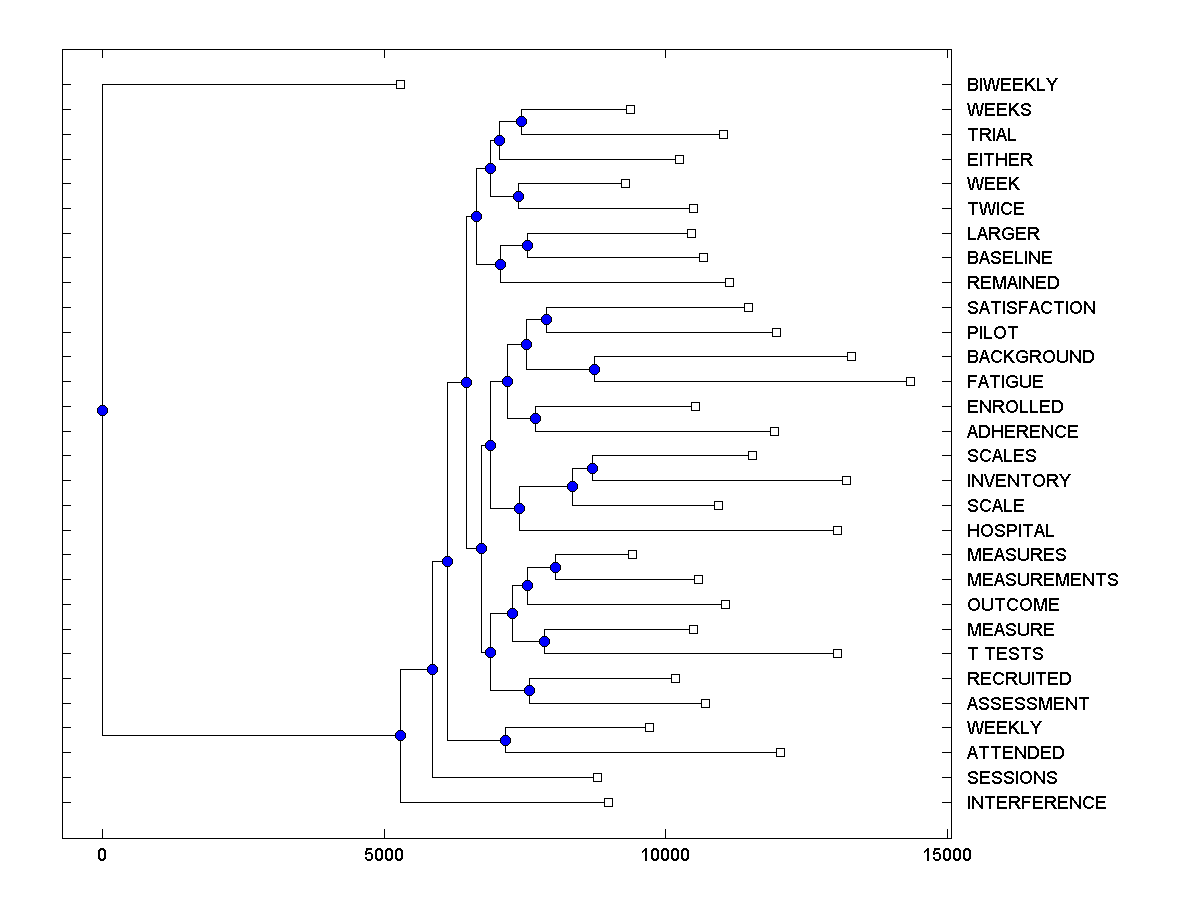 BIWEEKLY
WEEKS
TRIAL
EITHER
WEEK
TWICE
LARGER
BASELINE
REMAINED
SATISFACTION
PILOT
BACKGROUND
FATIGUE
ENROLLED
ADHERENCE
SCALES
INVENTORY
SCALE
HOSPITAL
MEASURES
MEASUREMENTS
OUTCOME
MEASURE
T TESTS
RECRUITED
ASSESSMENT
WEEKLY
ATTENDED
SESSIONS
INTERFERENCE
0 5000 10000 15000